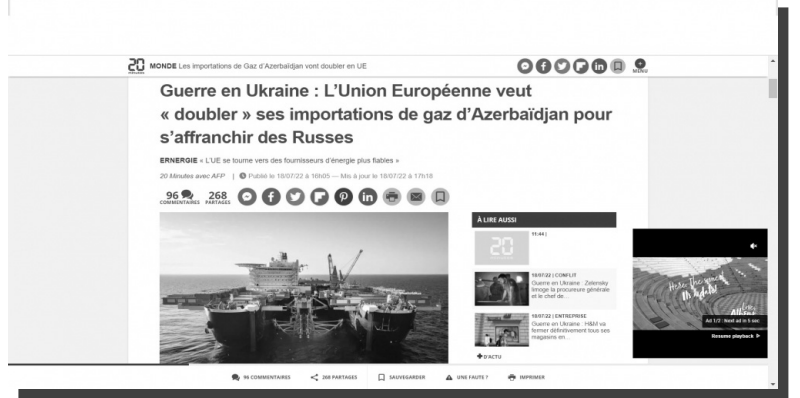 20 MONDE Les importations de Gaz d'Azerbaïdjan vont doubler en UE
MENU
Guerre en Ukraine : L'Union Européenne veut
« doubler » ses importations de gaz d'Azerbaïdjan pour
s'affranchir des Russes
ERNERGIE « L'UE se tourne vers des fournisseurs d'énergie plus fiables »
20 Minutes avec AFP | Publié le 18/07/22 à 16h05 — Mis à jour le 18/07/22 à 17h18
96 COMMENTAIRES
268 PARTAGES
À LIRE AUSSI
20
11:44 |
18/07/22 | CONFLIT
Guerre en Ukraine : Zelensky
limoge la procureure générale
et le chef de...
18/07/22 | ENTREPRISE
Guerre en Ukraine : H&M va
fermer définitivement tous ses
magasins en...
+ D'ACTU
Ad 1/2 : Next ad in 5 sec
Resume playback
96 COMMENTAIRES
268 PARTAGES
SAUVEGARDER
UNE FAUTE ?
IMPRIMER